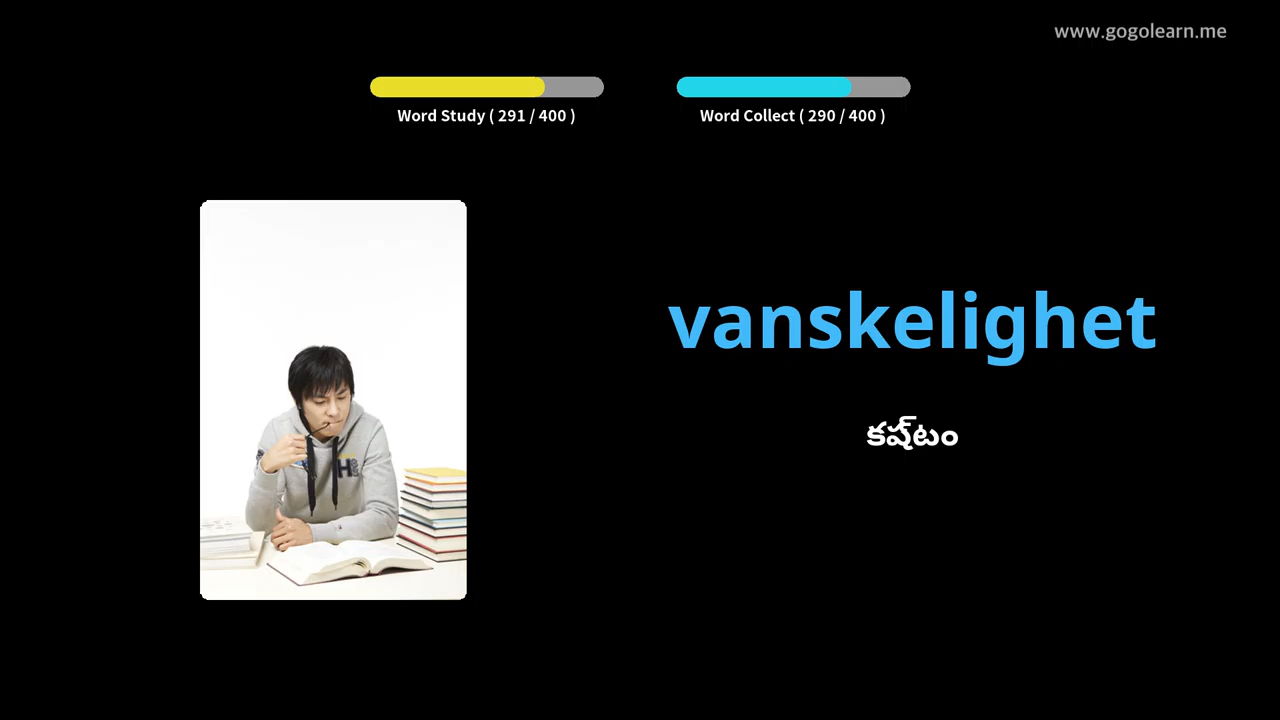 www.gogolearn.me
Word Study ( 291 / 400 )
Word Collect ( 290 / 400 )
vanskelighet
కష్‌టం
H